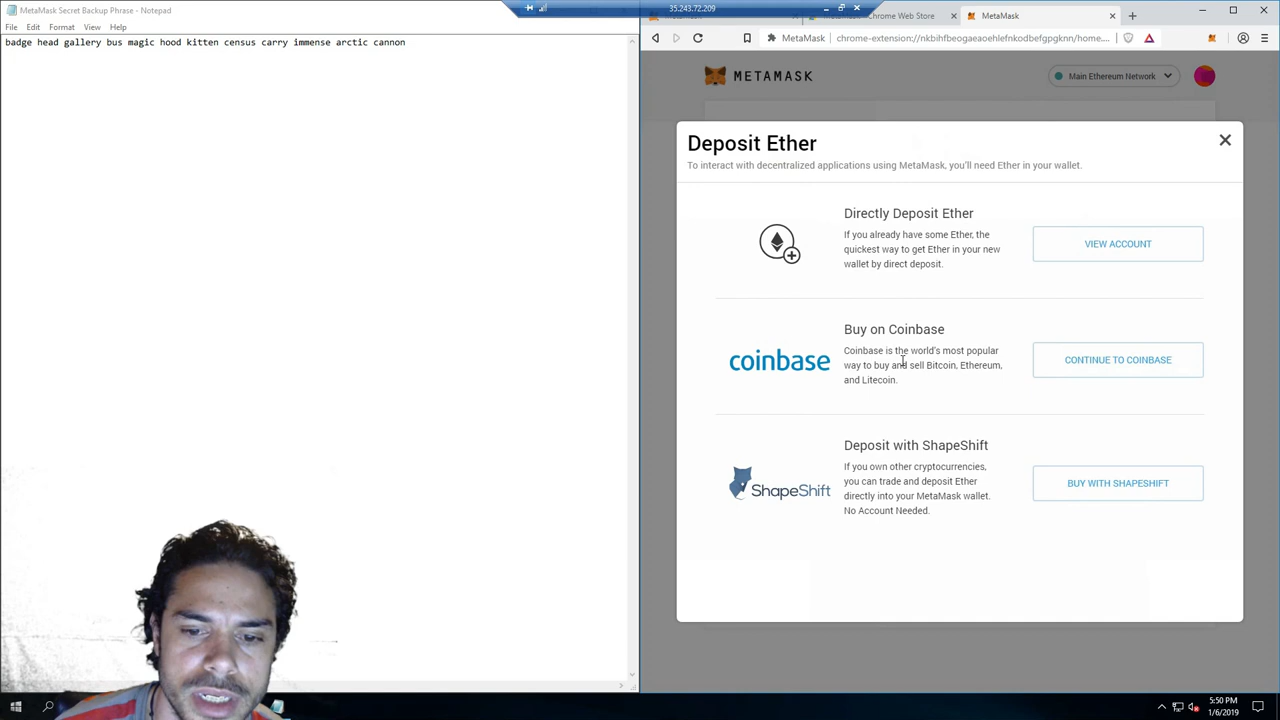 MetaMask Secret Backup Phrase - Notepad
File Edit Format View Help
badge head gallery bus magic hood kitten census carry immense arctic cannon
35.243.72.209
Chrome Web Store
MetaMask
MetaMask
chrome-extension://nkbihfbeogaeaoehlefnkodbefgpgknn/home....
METAMASK
Main Ethereum Network
Deposit Ether
To interact with decentralized applications using MetaMask, you'll need Ether in your wallet.
Directly Deposit Ether
If you already have some Ether, the
quickest way to get Ether in your new
wallet by direct deposit.
VIEW ACCOUNT
coinbase
Buy on Coinbase
Coinbase is the world's most popular
way to buy and sell Bitcoin, Ethereum,
and Litecoin.
CONTINUE TO COINBASE
ShapeShift
Deposit with ShapeShift
If you own other cryptocurrencies,
you can trade and deposit Ether
directly into your MetaMask wallet.
No Account Needed.
BUY WITH SHAPESHIFT
5:50 PM
1/6/2019